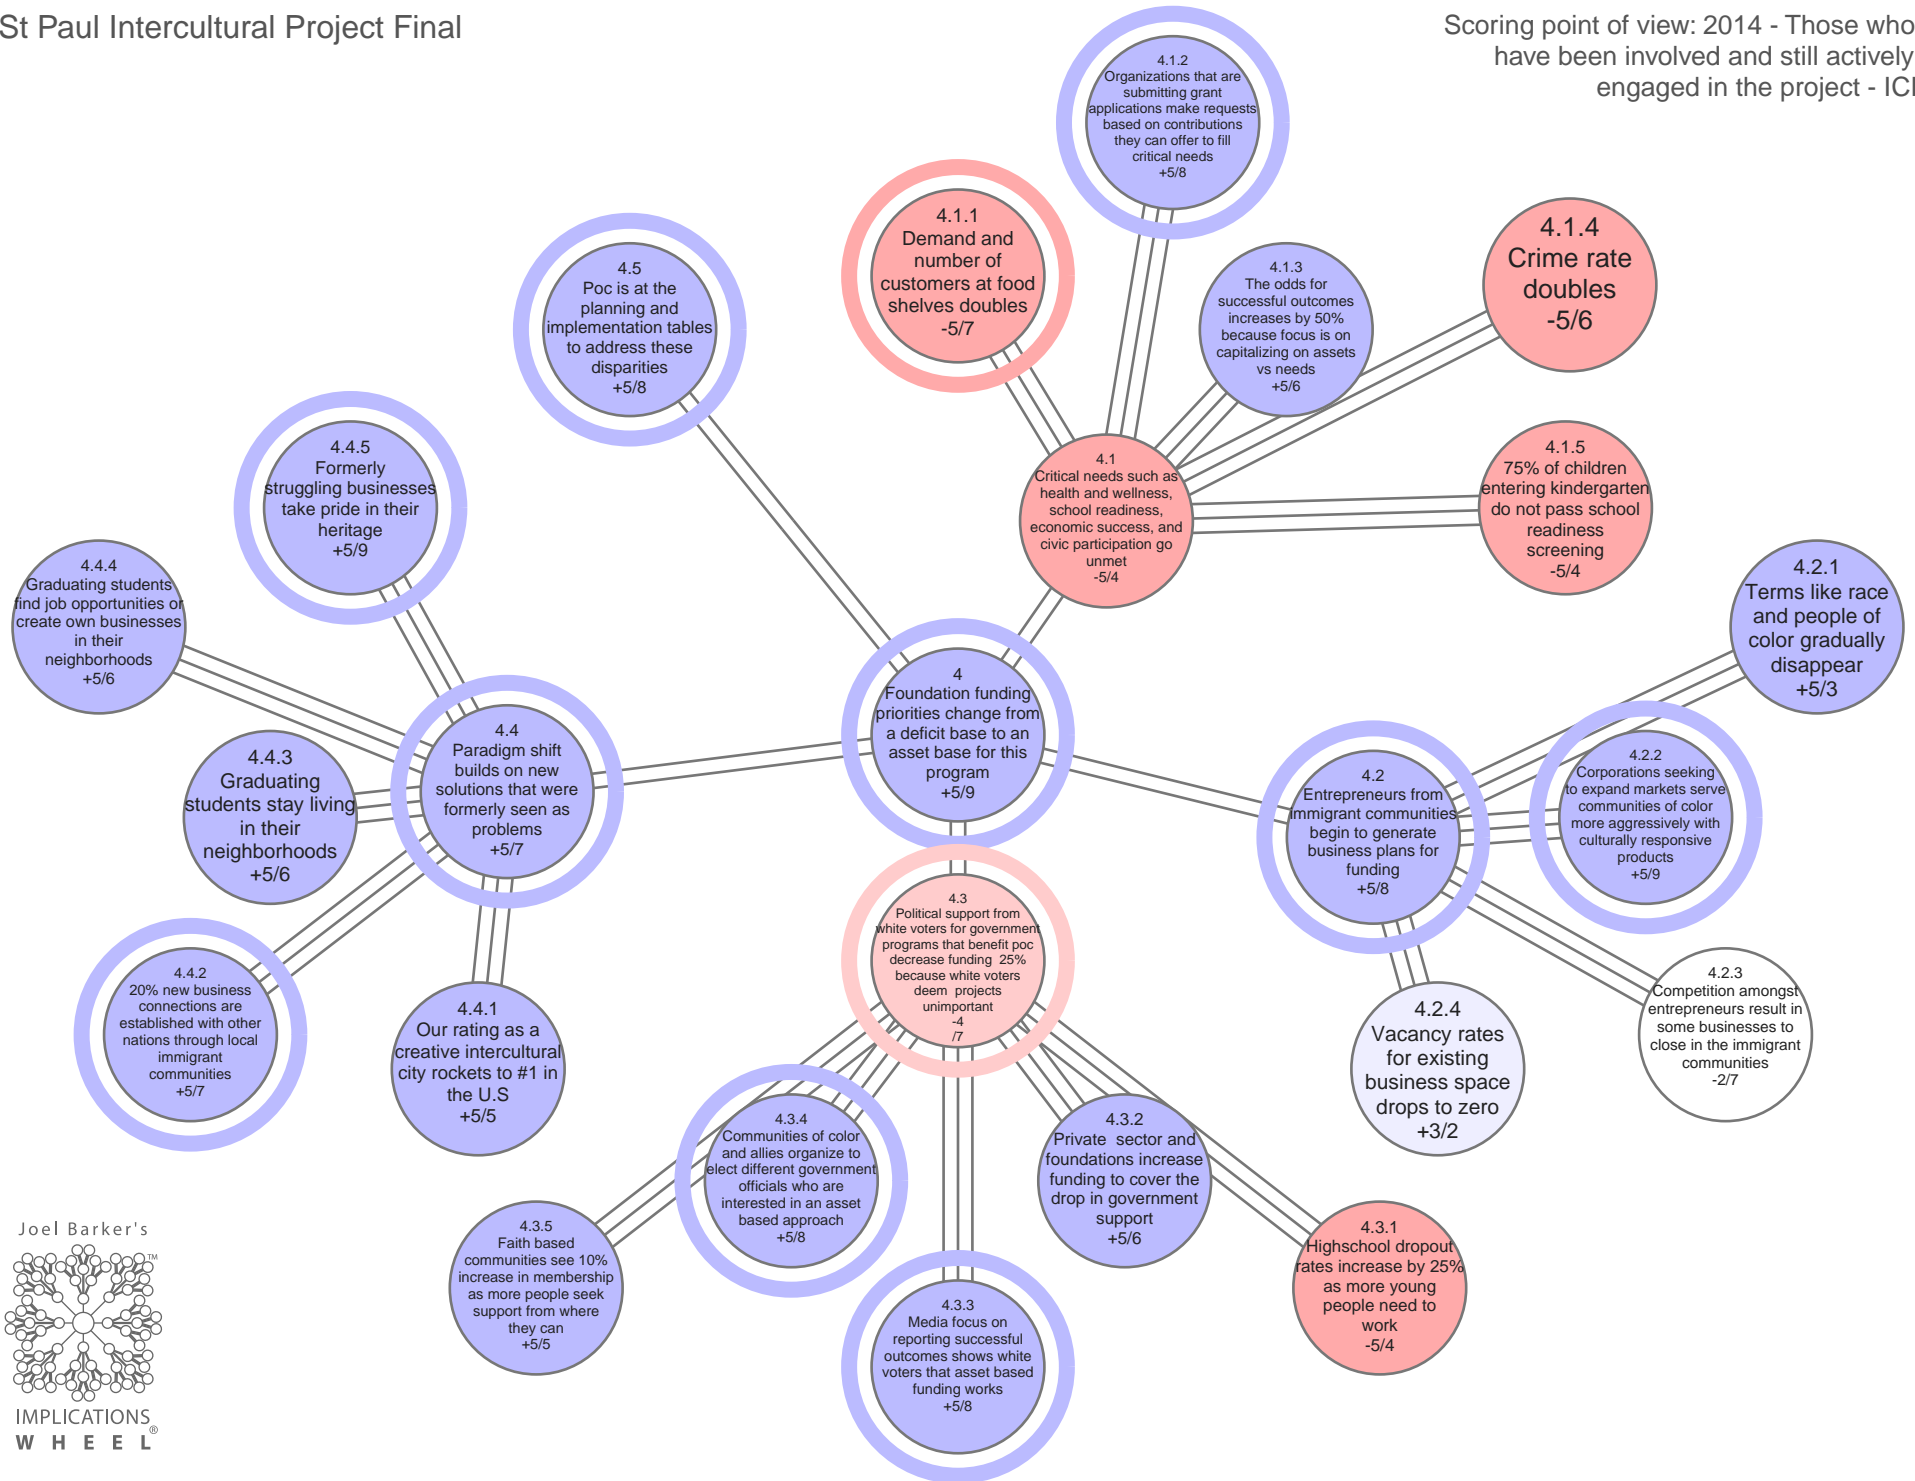 St Paul Intercultural Project Final
Scoring point of view: 2014 - Those who
have been involved and still actively
engaged in the project - ICI
4.1.2
Organizations that are
submitting grant
applications make requests
based on contributions
they can offer to fill
critical needs
+5/8
4.1.1
Demand and
number of
customers at food
shelves doubles
-5/7
4.1.3
The odds for
successful outcomes
increases by 50%
because focus is on
capitalizing on assets
vs needs
+5/6
4.1.4
Crime rate
doubles
-5/6
4.5
Poc is at the
planning and
implementation tables
to address these
disparities
+5/8
4.1
Critical needs such as
health and wellness,
school readiness,
economic success, and
civic participation go
unmet
-5/4
4.1.5
75% of children
entering kindergarten
do not pass school
readiness
screening
-5/4
4.4.5
Formerly
struggling businesses
take pride in their
heritage
+5/9
4.4.4
Graduating students
find job opportunities or
create own businesses
in their
neighborhoods
+5/6
4.2.1
Terms like race
and people of
color gradually
disappear
+5/3
4
Foundation funding
priorities change from
a deficit base to an
asset base for this
program
+5/9
4.4
Paradigm shift
builds on new
solutions that were
formerly seen as
problems
+5/7
4.4.3
Graduating
students stay living
in their
neighborhoods
+5/6
4.2
Entrepreneurs from
immigrant communities
begin to generate
business plans for
funding
+5/8
4.2.2
Corporations seeking
to expand markets serve
communities of color
more aggressively with
culturally responsive
products
+5/9
4.3
Political support from
white voters for government
programs that benefit poc
decrease funding  25%
because white voters
deem  projects
unimportant
-4
/7
4.4.2
20% new business
connections are
established with other
nations through local
immigrant
communities
+5/7
4.4.1
Our rating as a
creative intercultural
city rockets to #1 in
the U.S
+5/5
4.2.4
Vacancy rates
for existing
business space
drops to zero
+3/2
4.2.3
Competition amongst
entrepreneurs result in
some businesses to
close in the immigrant
communities
-2/7
4.3.4
Communities of color
and allies organize to
elect different government
officials who are
interested in an asset
based approach
+5/8
4.3.2
Private  sector and
foundations increase
funding to cover the
drop in government
support
+5/6
4.3.5
Faith based
communities see 10%
increase in membership
as more people seek
support from where
they can
+5/5
4.3.3
Media focus on
reporting successful
outcomes shows white
voters that asset based
funding works
+5/8
4.3.1
Highschool dropout
rates increase by 25%
as more young
people need to
work
-5/4
Joel Barker's
TM
IMPLICATIONS
WHEEL®